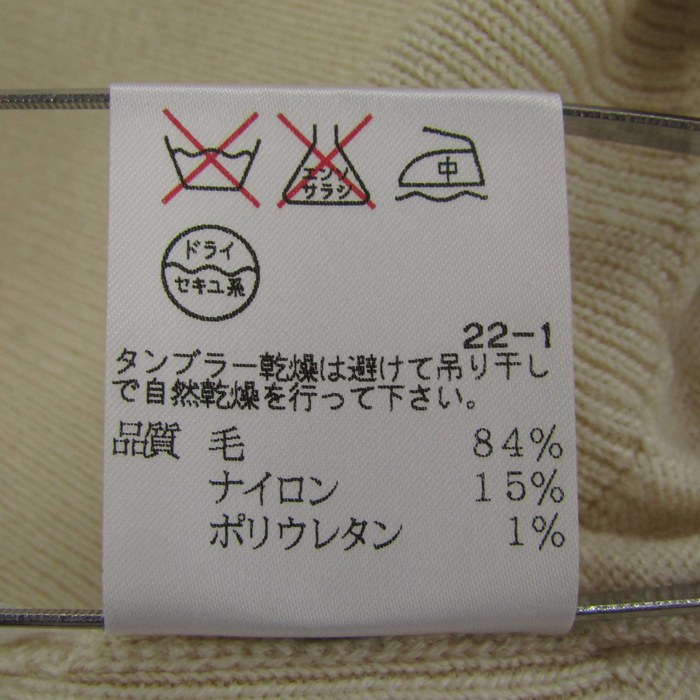 エンソ
サラシ
中
ドライ
セキユ系
22-1
タンブラー乾燥は避けて吊り干し
で自然乾燥を行って下さい。
品質 毛 84%
ナイロン 15%
ポリウレタン 1%